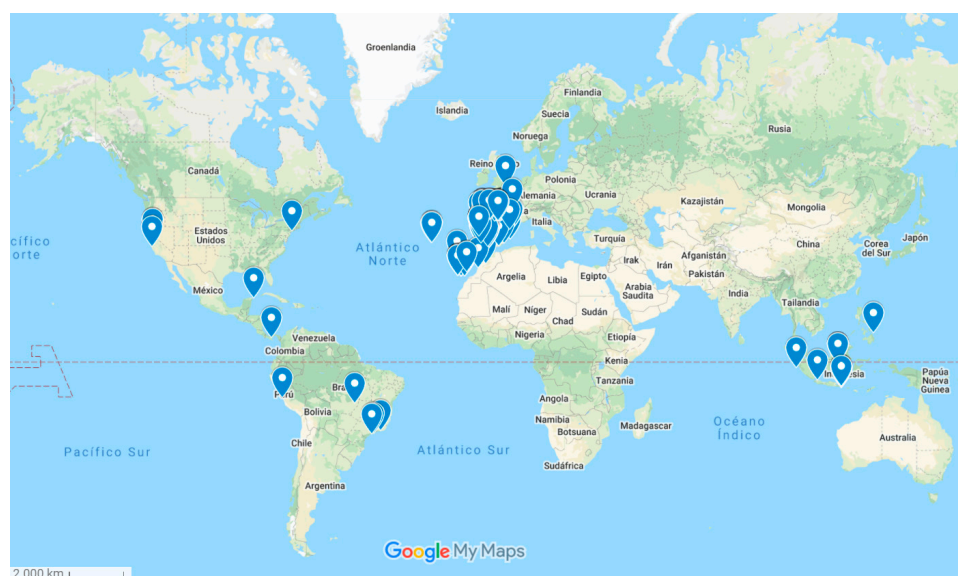 Groenlandia
Islandia
Finlandia
Suecia
Noruega
Rusia
Canadá
Reino
Polonia
Alemania
Ucrania
Kazajistán
Mongolia
Estados
Unidos
Italia
Turquía
China
Corea
del Sur
Japón
Atlántico
Norte
Irak
Irán
Afganistán
Pakistán
México
Argelia
Libia
Egipto
Arabia
Saudita
India
Tailandia
Malí
Níger
Chad
Sudán
Nigeria
Etiopía
Venezuela
Colombia
Kenia
Tanzania
Perú
Bra
Bolivia
Angola
Namibia
Botsuana
Madagascar
In
esia
Papúa
Nueva
Guinea
Océano
Índico
Australia
Chile
Pacífico Sur
Atlántico Sur
Sudáfrica
Argentina
Google My Maps
2.000 km